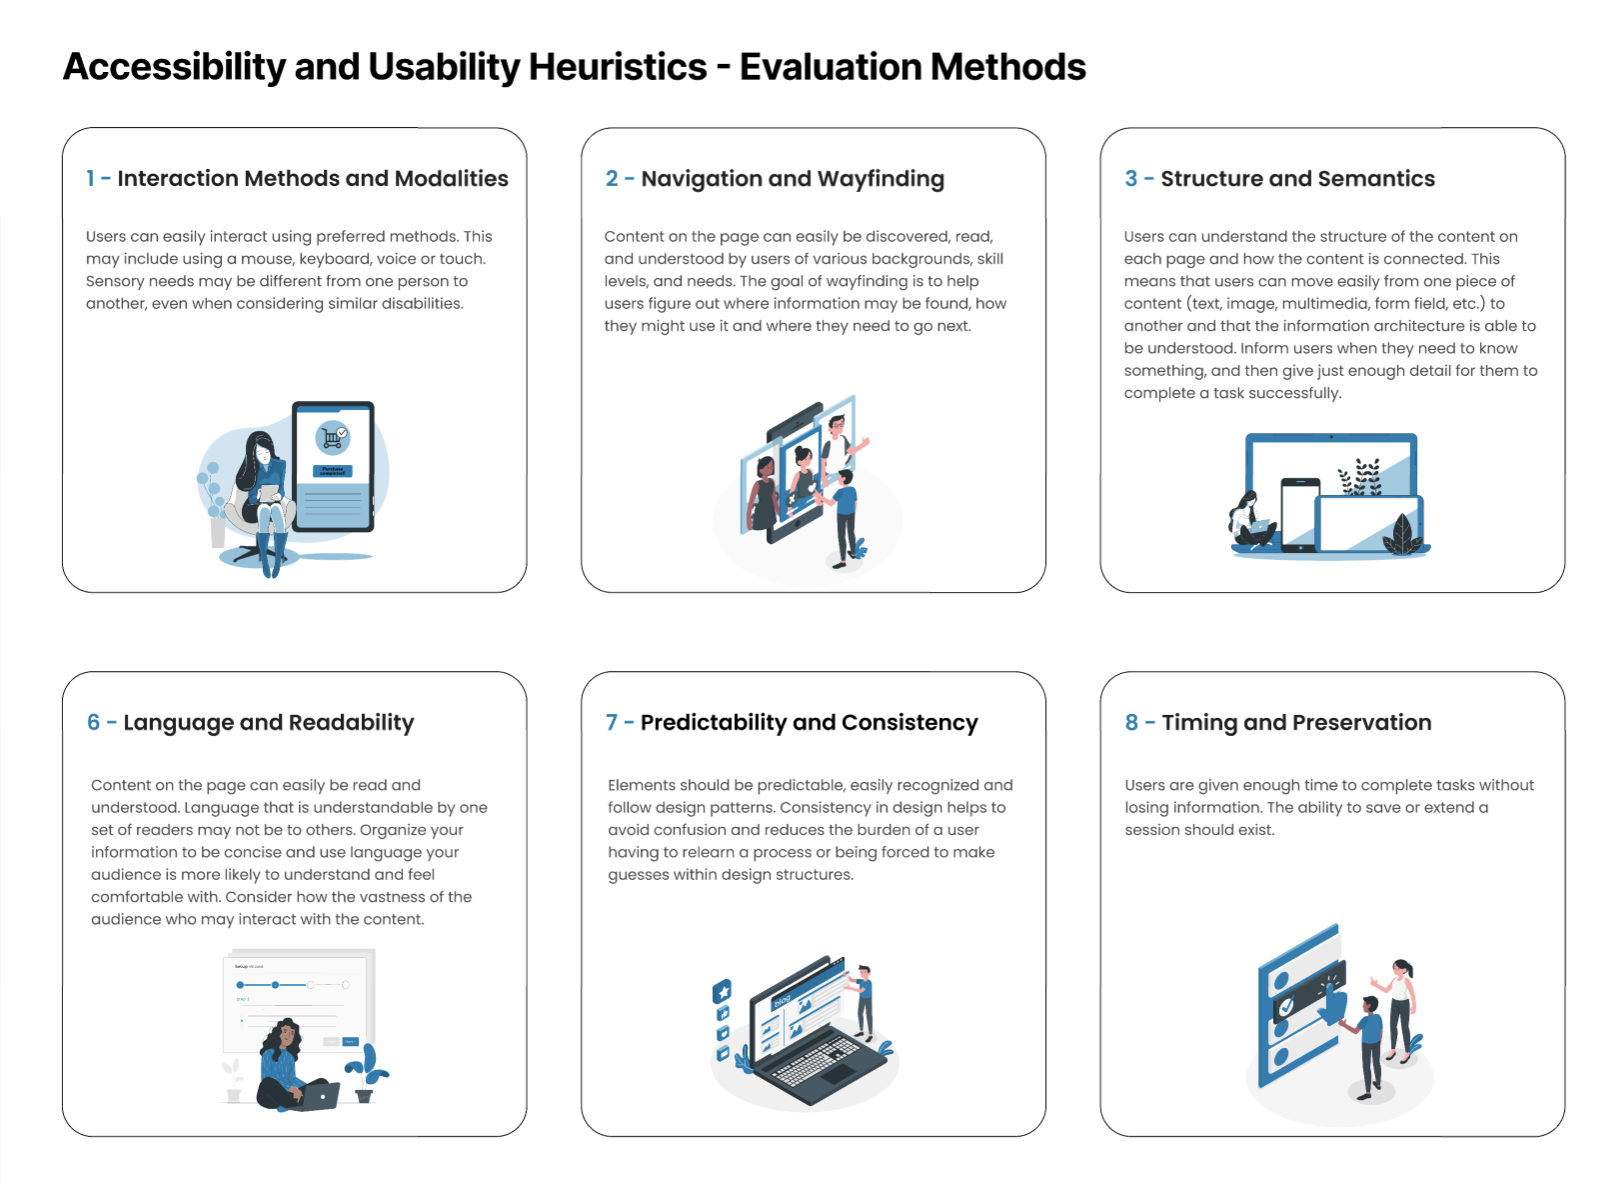 Accessibility and Usability Heuristics - Evaluation Methods
1 - Interaction Methods and Modalities
Users can easily interact using preferred methods. This
may include using a mouse, keyboard, voice or touch.
Sensory needs may be different from one person to
another, even when considering similar disabilities.
Purchase
completed!
2 - Navigation and Wayfinding
Content on the page can easily be discovered, read,
and understood by users of various backgrounds, skill
levels, and needs. The goal of wayfinding is to help
users figure out where information may be found, how
they might use it and where they need to go next.
3 - Structure and Semantics
Users can understand the structure of the content on
each page and how the content is connected. This
means that users can move easily from one piece of
content (text, image, multimedia, form field, etc.) to
another and that the information architecture is able to
be understood. Inform users when they need to know
something, and then give just enough detail for them to
complete a task successfully.
6 - Language and Readability
Content on the page can easily be read and
understood. Language that is understandable by one
set of readers may not be to others. Organize your
information to be concise and use language your
audience is more likely to understand and feel
comfortable with. Consider how the vastness of the
audience who may interact with the content.
Setup Wizard
7 - Predictability and Consistency
Elements should be predictable, easily recognized and
follow design patterns. Consistency in design helps to
avoid confusion and reduces the burden of a user
having to relearn a process or being forced to make
guesses within design structures.
blog
8 - Timing and Preservation
Users are given enough time to complete tasks without
losing information. The ability to save or extend a
session should exist.